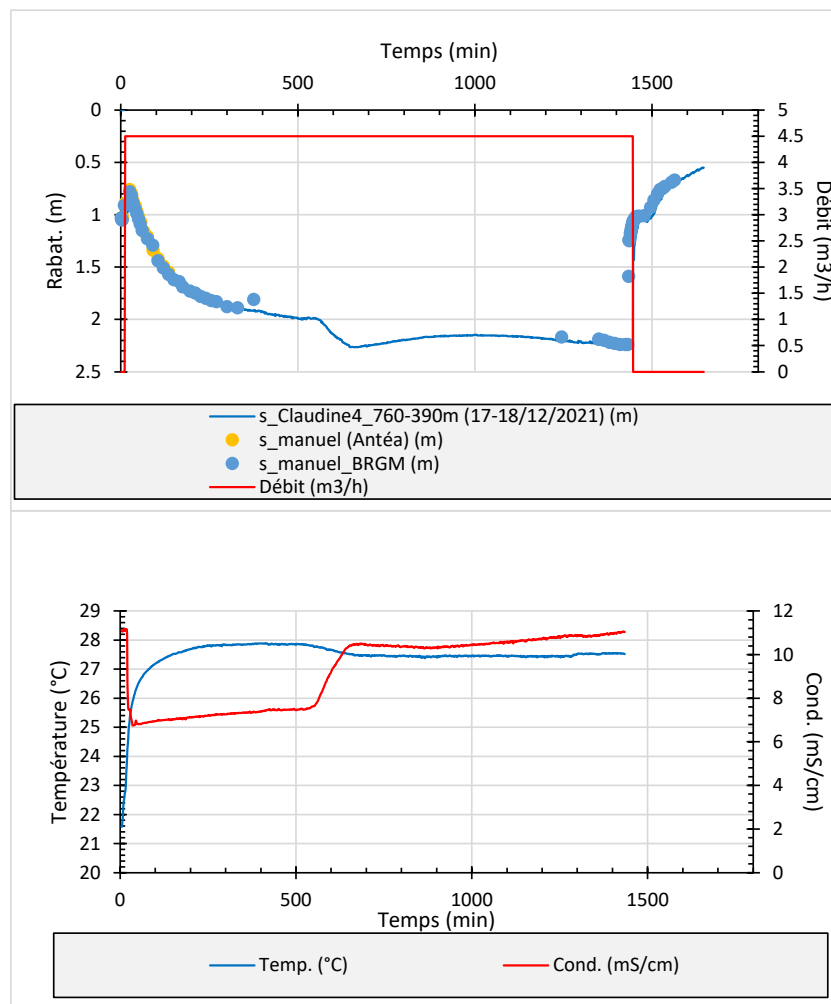 Temps (min)
0 500 1000 1500
0
0.5
1
1.5
2
2.5
Rabat. (m)
5
4.5
4
3.5
3
2.5
2
1.5
1
0.5
0
Débit (m3/h)
s_Claudine4_760-390m (17-18/12/2021) (m)
s_manuel (Antéa) (m)
s_manuel_BRGM (m)
Débit (m3/h)
29
28
27
26
25
24
23
22
21
20
Température (°C)
12
10
8
6
4
2
0
Cond. (mS/cm)
0 500 1000 1500
Temps (min)
Temp. (°C) Cond. (mS/cm)